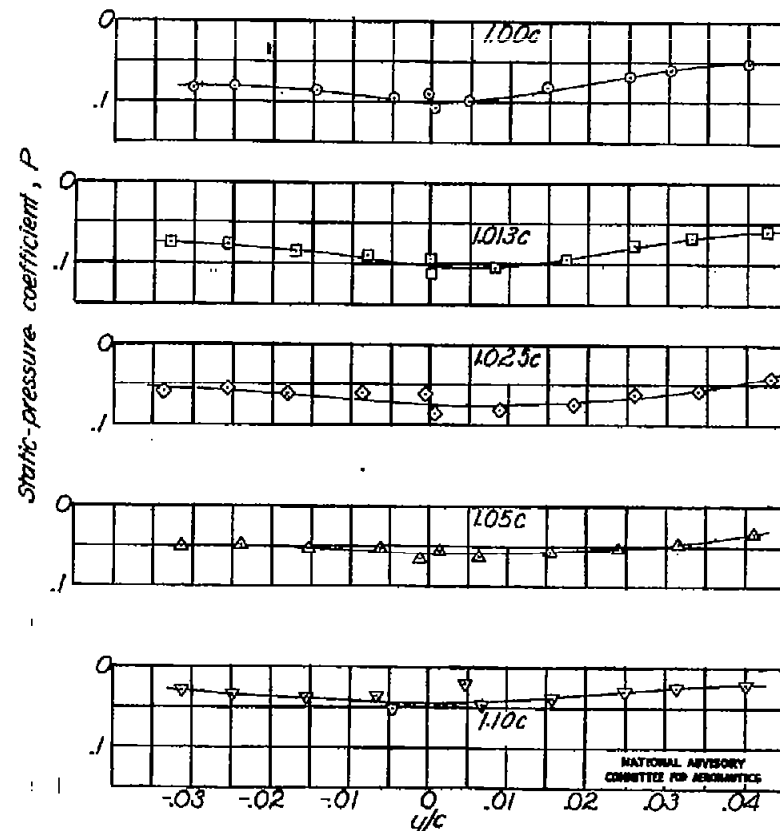 Static-pressure coefficient, P
0
.1
1.00c
0
.1
1.013c
0
.1
1.025c
0
.1
1.05c
0
.1
1.10c
NATIONAL ADVISORY
COMMITTEE FOR AERONAUTICS
-.03 -.02 -.01 0 .01 .02 .03 .04
y/c